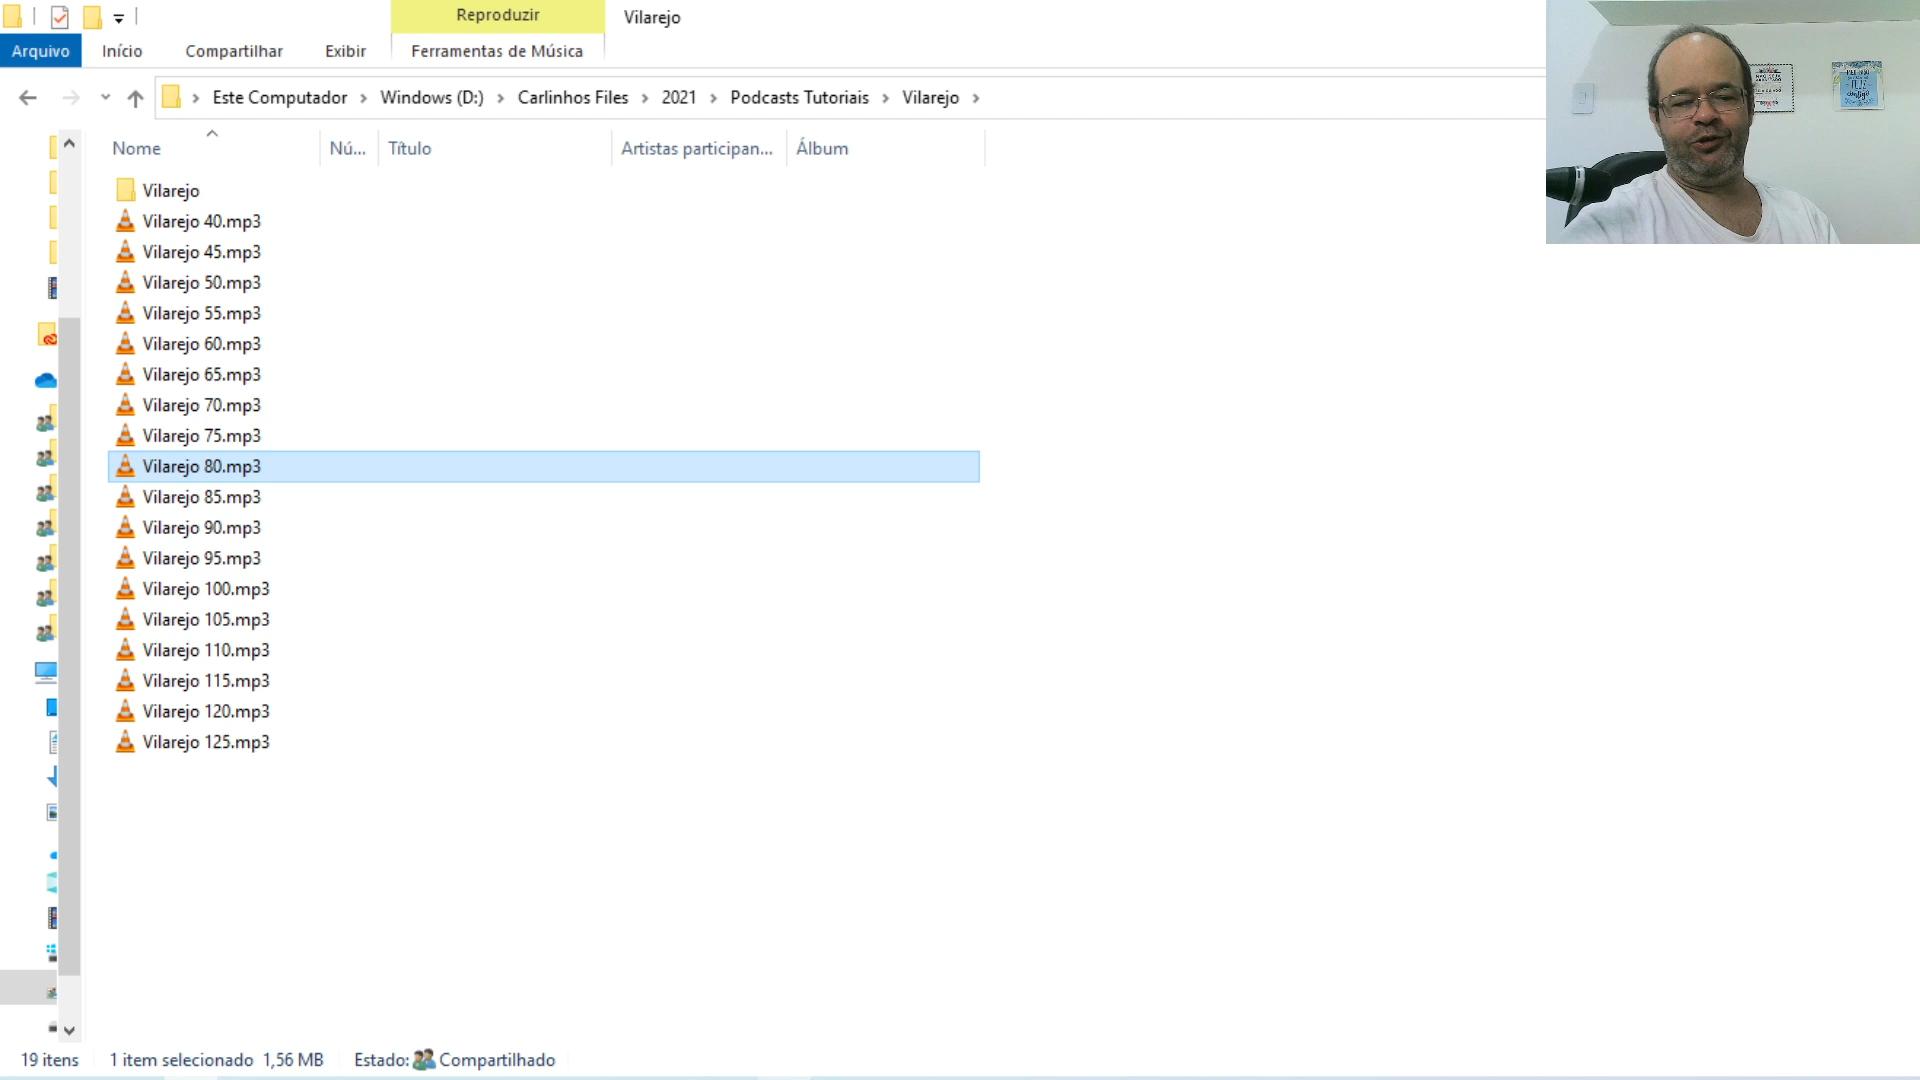 Reproduzir
Vilarejo
Arquivo
Início
Compartilhar
Exibir
Ferramentas de Música
Este Computador
Windows (D:)
Carlinhos Files
2021
Podcasts Tutoriais
Vilarejo
Nome
Nú...
Título
Artistas participan...
Álbum
Vilarejo
Vilarejo 40.mp3
Vilarejo 45.mp3
Vilarejo 50.mp3
Vilarejo 55.mp3
Vilarejo 60.mp3
Vilarejo 65.mp3
Vilarejo 70.mp3
Vilarejo 75.mp3
Vilarejo 80.mp3
Vilarejo 85.mp3
Vilarejo 90.mp3
Vilarejo 95.mp3
Vilarejo 100.mp3
Vilarejo 105.mp3
Vilarejo 110.mp3
Vilarejo 115.mp3
Vilarejo 120.mp3
Vilarejo 125.mp3
19 itens
1 item selecionado 1,56 MB
Estado: Compartilhado